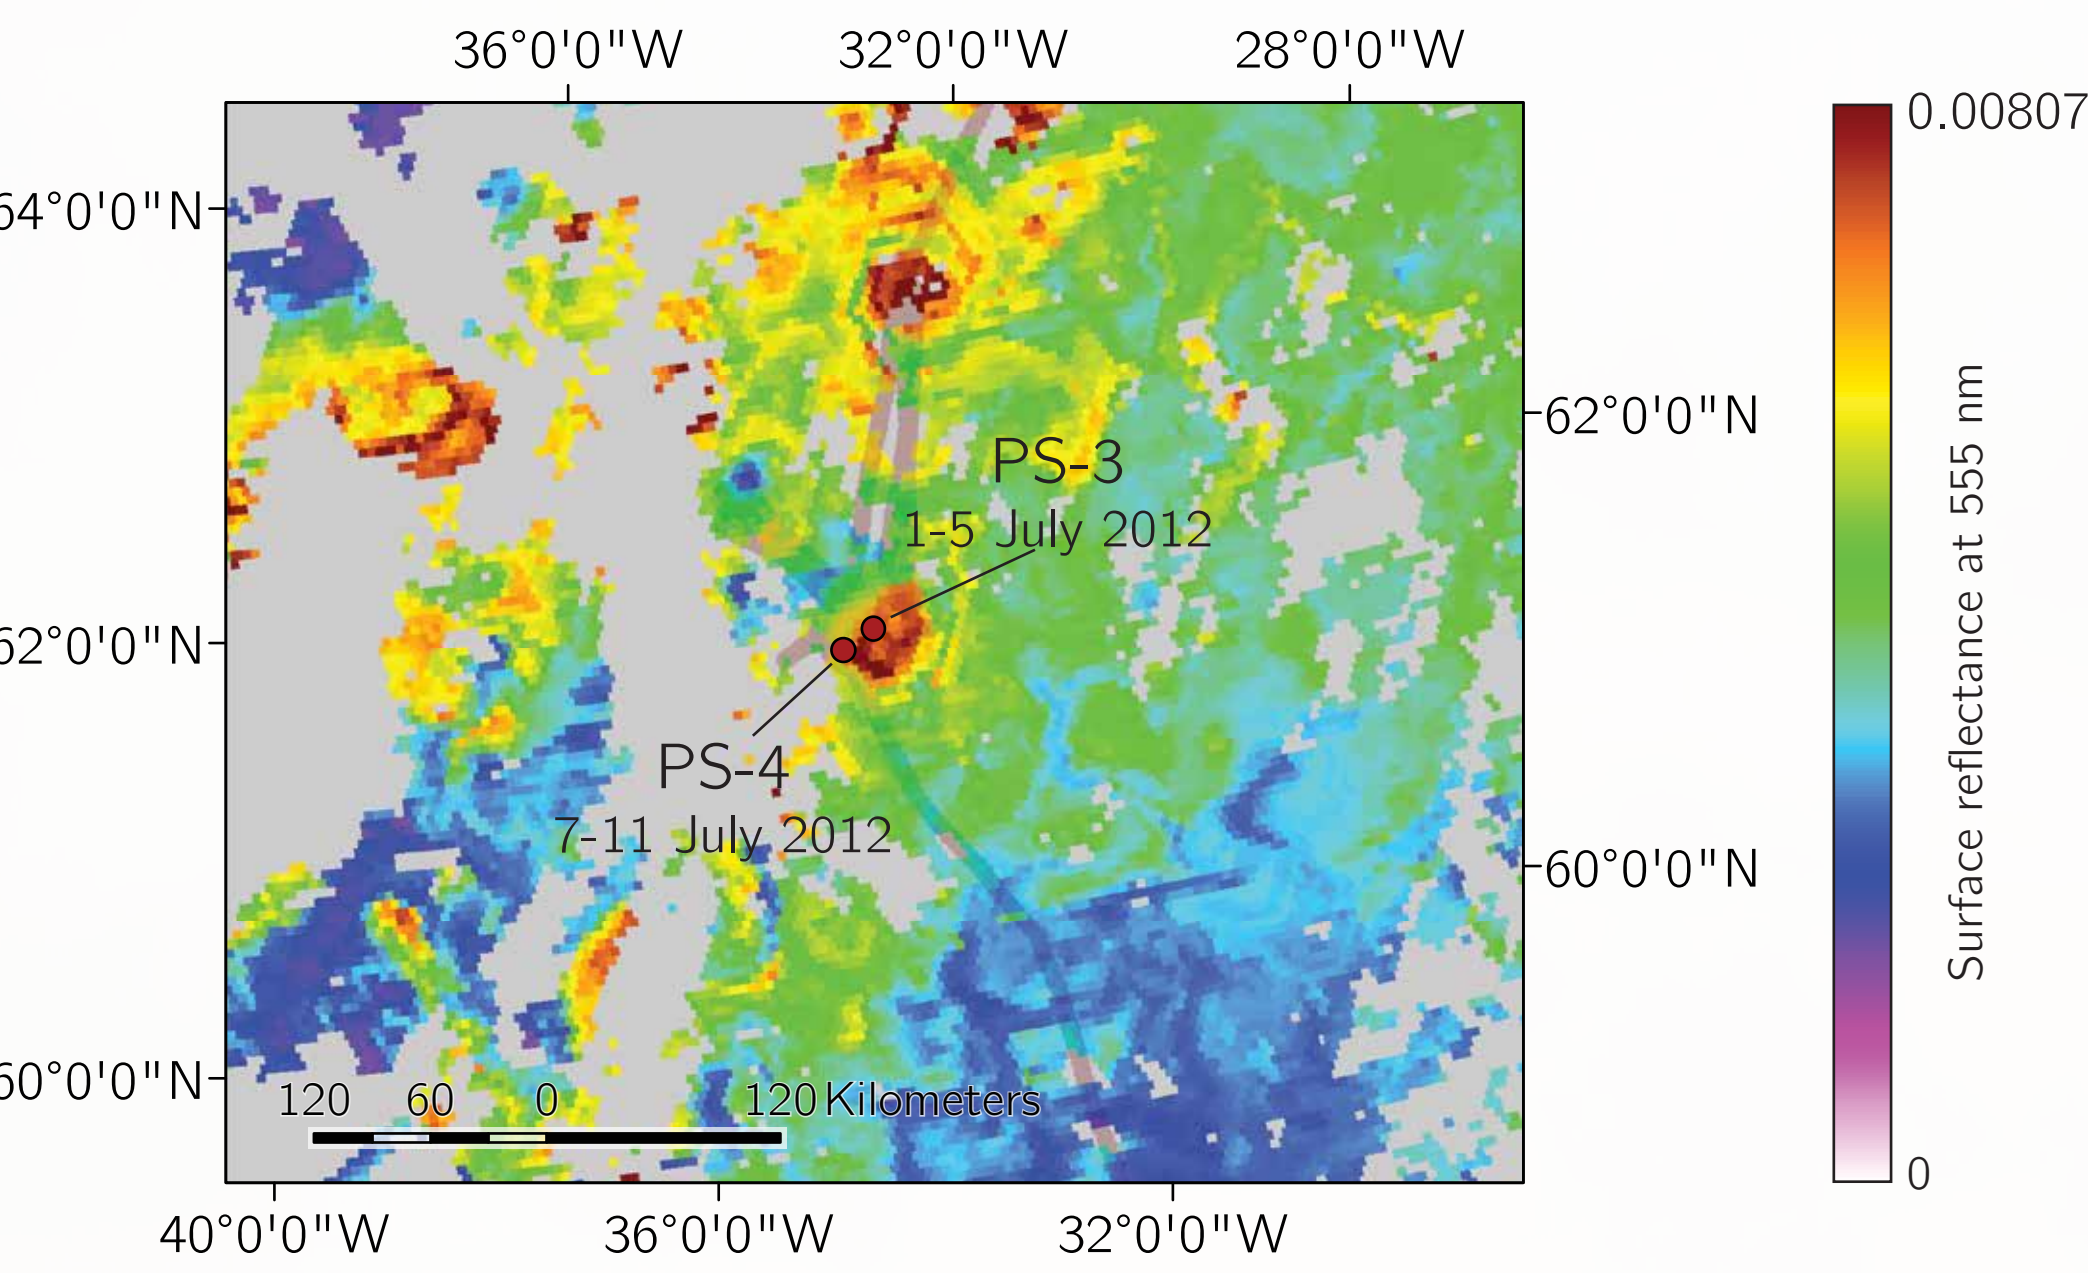 36°0'0"W 32°0'0"W 28°0'0"W
0.00807
64°0'0"N
62°0'0"N
PS-3
1-5 July 2012
Surface reflectance at 555 nm
62°0'0"N
PS-4
7-11 July 2012
60°0'0"N
60°0'0"N
120 60 0 120 Kilometers
0
40°0'0"W 36°0'0"W 32°0'0"W